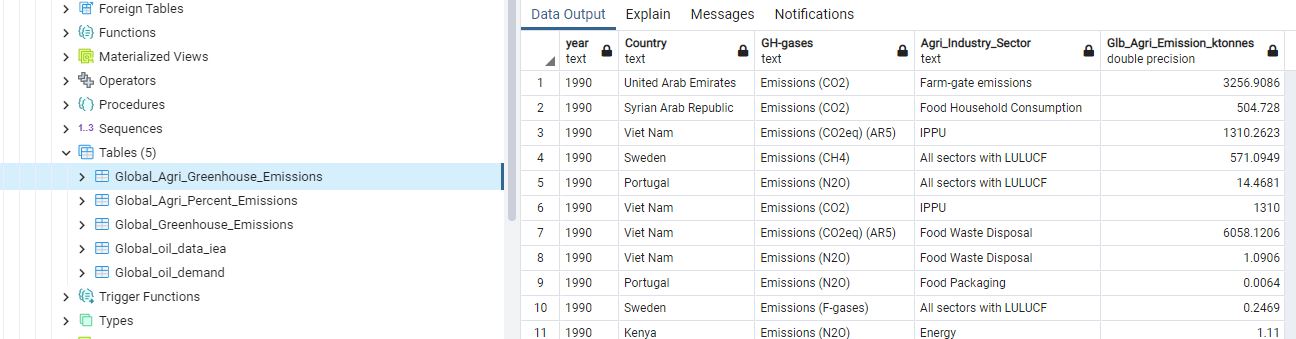 Foreign Tables
Functions
Materialized Views
Operators
Procedures
1..3 Sequences
Tables (5)
Global_Agri_Greenhouse_Emissions
Global_Agri_Percent_Emissions
Global_Greenhouse_Emissions
Global_oil_data_iea
Global_oil_demand
Trigger Functions
Types
Data Output Explain Messages Notifications
year Country GH-gases Agri_Industry_Sector Glb_Agri_Emission_ktonnes
text text text text double precision
1 1990 United Arab Emirates Emissions (CO2) Farm-gate emissions 3256.9086
2 1990 Syrian Arab Republic Emissions (CO2) Food Household Consumption 504.728
3 1990 Viet Nam Emissions (CO2eq) (AR5) IPPU 1310.2623
4 1990 Sweden Emissions (CH4) All sectors with LULUCF 571.0949
5 1990 Portugal Emissions (N2O) All sectors with LULUCF 14.4681
6 1990 Viet Nam Emissions (CO2) IPPU 1310
7 1990 Viet Nam Emissions (CO2eq) (AR5) Food Waste Disposal 6058.1206
8 1990 Viet Nam Emissions (N2O) Food Waste Disposal 1.0906
9 1990 Portugal Emissions (N2O) Food Packaging 0.0064
10 1990 Sweden Emissions (F-gases) All sectors with LULUCF 0.2469
11 1990 Kenya Emissions (N2O) Energy 1.11